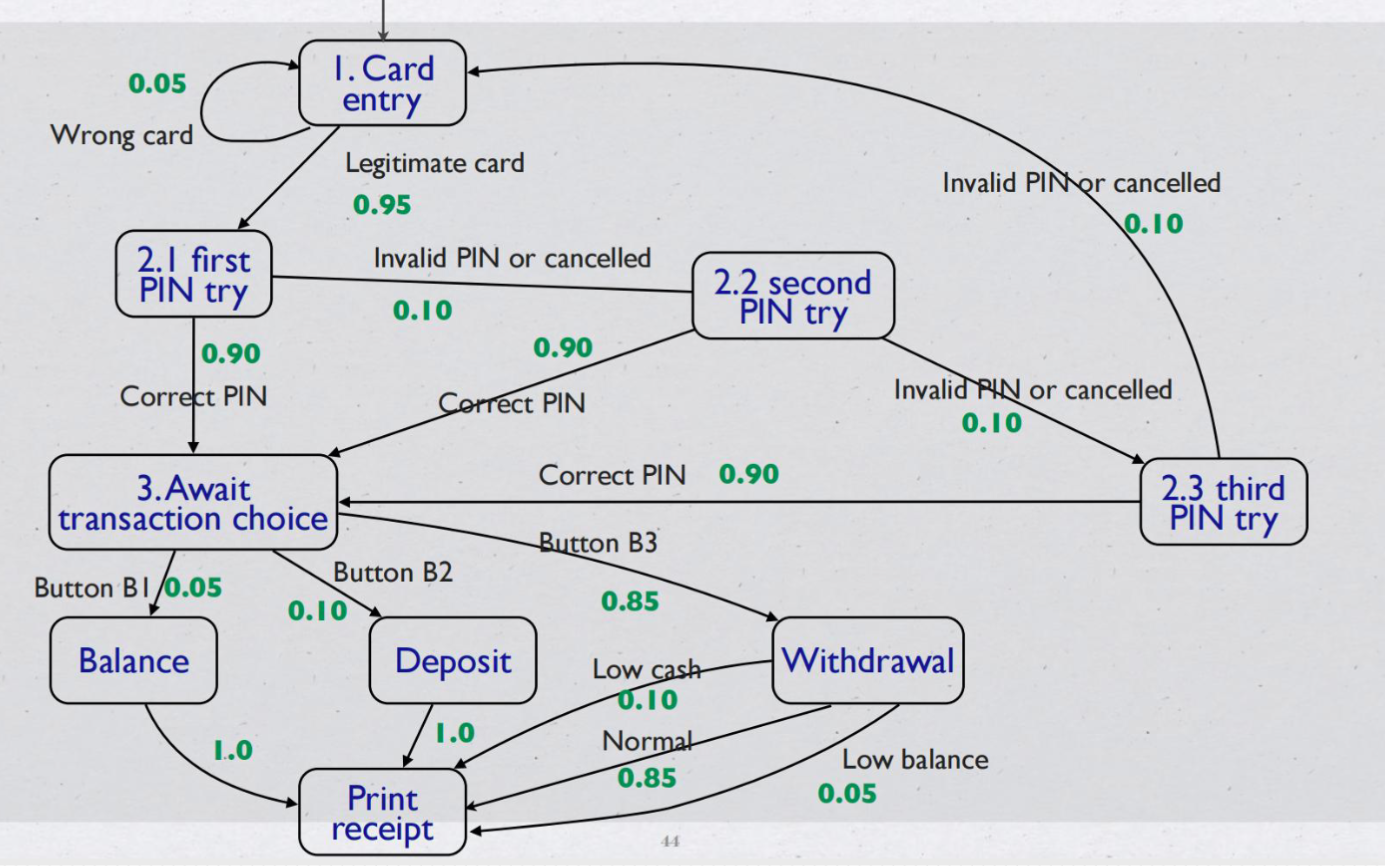 1. Card
entry
0.05
Wrong card
Legitimate card
0.95
Invalid PIN or cancelled
0.10
2.1 first
PIN try
Invalid PIN or cancelled
0.10
2.2 second
PIN try
0.90
Correct PIN
0.90
Correct PIN
Invalid PIN or cancelled
0.10
3. Await
transaction choice
Correct PIN 0.90
2.3 third
PIN try
Button B1 0.05
Button B2
0.10
Button B3
0.85
Balance
Deposit
Withdrawal
Low cash
0.10
1.0
1.0
Normal
0.85
Low balance
0.05
Print
receipt
44